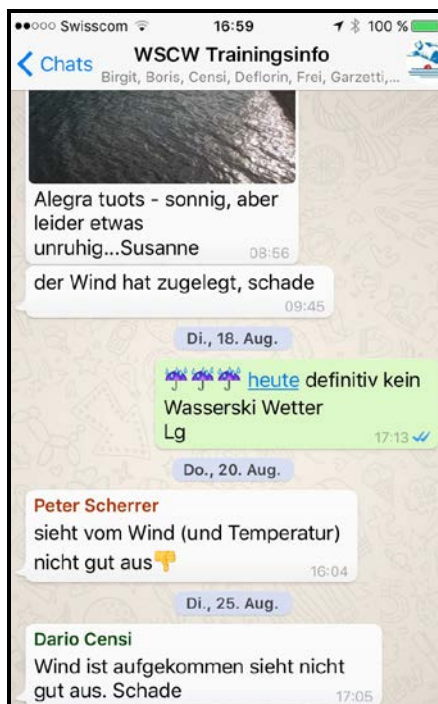 Swisscom 16:59 100 %
Chats WSCW Trainingsinfo
Birgit, Boris, Censi, Deflorin, Frei, Garzetti,...
Alegra tuots - sonnig, aber
leider etwas
unruhig...Susanne 08:56
der Wind hat zugelegt, schade
09:45
Di., 18. Aug.
☔☔☔ heute definitiv kein
Wasserski Wetter
Lg 17:13
Do., 20. Aug.
Peter Scherrer
sieht vom Wind (und Temperatur)
nicht gut aus👎
16:04
Di., 25. Aug.
Dario Censi
Wind ist aufgekommen sieht nicht
gut aus. Schade 17:05